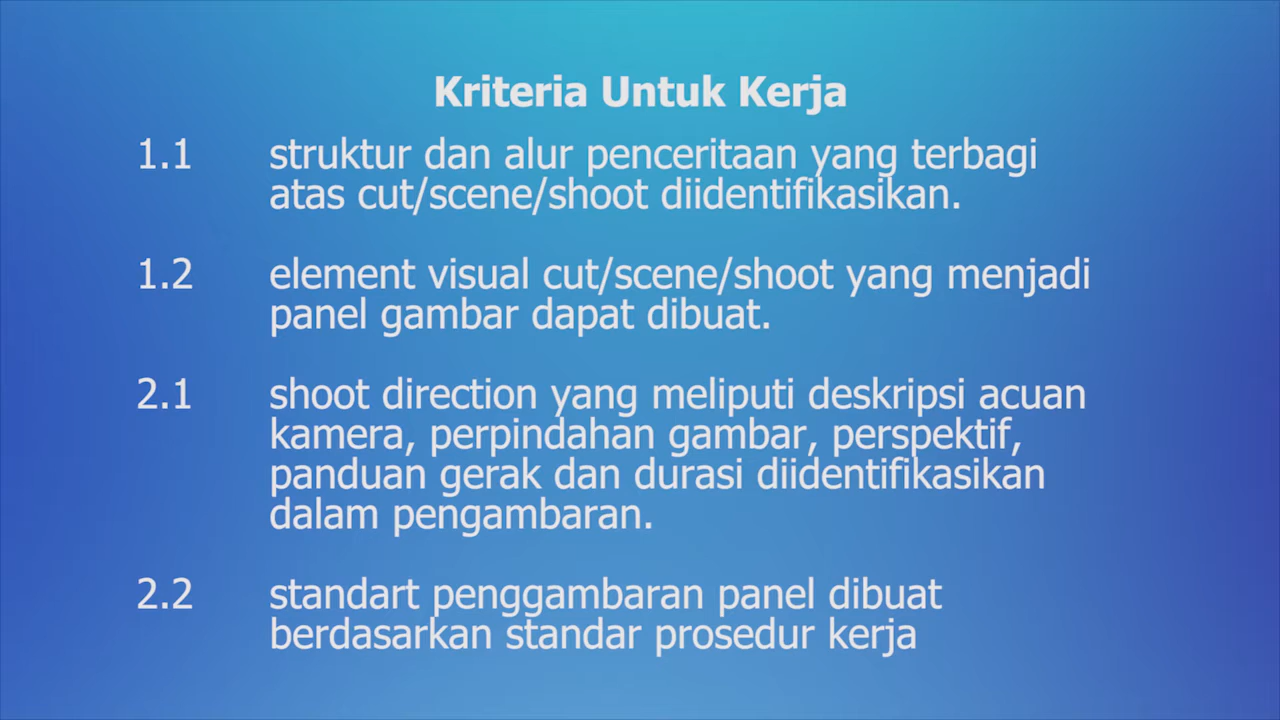 Kriteria Untuk Kerja
1.1 struktur dan alur penceritaan yang terbagi
atas cut/scene/shoot diidentifikasikan.
1.2 element visual cut/scene/shoot yang menjadi
panel gambar dapat dibuat.
2.1 shoot direction yang meliputi deskripsi acuan
kamera, perpindahan gambar, perspektif,
panduan gerak dan durasi diidentifikasikan
dalam pengambaran.
2.2 standart penggambaran panel dibuat
berdasarkan standar prosedur kerja